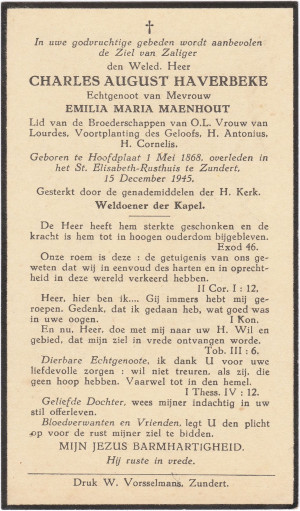 In uwe godvruchtige gebeden wordt aanbevolen
de Ziel van Zaliger
den Weled. Heer
CHARLES AUGUST HAVERBEKE
Echtgenoot van Mevrouw
EMILIA MARIA MAENHOUT
Lid van de Broederschappen van O.L. Vrouw van
Lourdes, Voortplanting des Geloofs, H. Antonius,
H. Cornelis.
Geboren te Hoofdplaat 1 Mei 1868. overleden in
het St. Elisabeth-Rusthuis te Zundert.
15 December 1945.
Gesterkt door de genademiddelen der H. Kerk.
Weldoener der Kapel.
De Heer heeft hem sterkte geschonken en de
kracht is hem tot in hoogen ouderdom bijgebleven.
Exod 46.
Onze roem is deze : de getuigenis van ons gewe-
ten dat wij in eenvoud des harten en in oprecht-
heid in deze wereld verkeerd hebben.
II Cor. I : 12.
Heer, hier ben ik.... Gij immers hebt mij ge-
roepen. Gedenk, dat ik gedaan heb, wat goed was
in uwe oogen. I Kon.
En nu, Heer, doe met mij naar uw H. Wil en
gebied, dat mijn ziel in vrede ontvangen worde.
Tob. III : 6.
Dierbare Echtgenoote, ik dank U voor uwe
liefdevolle zorgen : wil niet treuren, als zij, die
geen hoop hebben. Vaarwel tot in den hemel.
I Thess. IV : 12.
Geliefde Dochter, wees mijner indachtig in uw
stil offerleven.
Bloedverwanten en Vrienden, legt U den plicht
op voor de rust mijner ziel te bidden.
MIJN JEZUS BARMHARTIGHEID.
Hij ruste in vrede.
Druk W. Vorsselmans, Zundert.